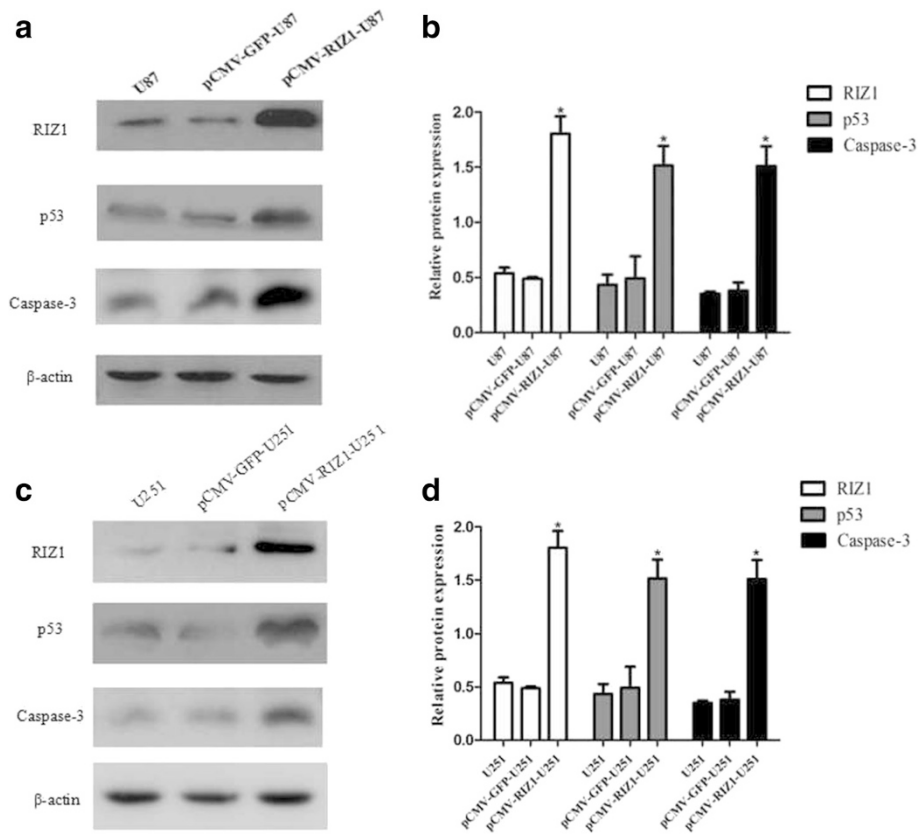 a
U87
pCMV-GFP-U87
pCMV-RIZ1-U87
RIZ1
p53
Caspase-3
β-actin
b
RIZ1
p53
Caspase-3
Relative protein expression
2.0
1.5
1.0
0.5
0.0
*
*
*
U87
pCMV-GFP-U87
pCMV-RIZ1-U87
U87
pCMV-GFP-U87
pCMV-RIZ1-U87
U87
pCMV-GFP-U87
pCMV-RIZ1-U87
c
U251
pCMV-GFP-U251
pCMV-RIZ1-U251
RIZ1
p53
Caspase-3
β-actin
d
RIZ1
p53
Caspase-3
Relative protein expression
2.0
1.5
1.0
0.5
0.0
*
*
*
U251
pCMV-GFP-U251
pCMV-RIZ1-U251
U251
pCMV-GFP-U251
pCMV-RIZ1-U251
U251
pCMV-GFP-U251
pCMV-RIZ1-U251